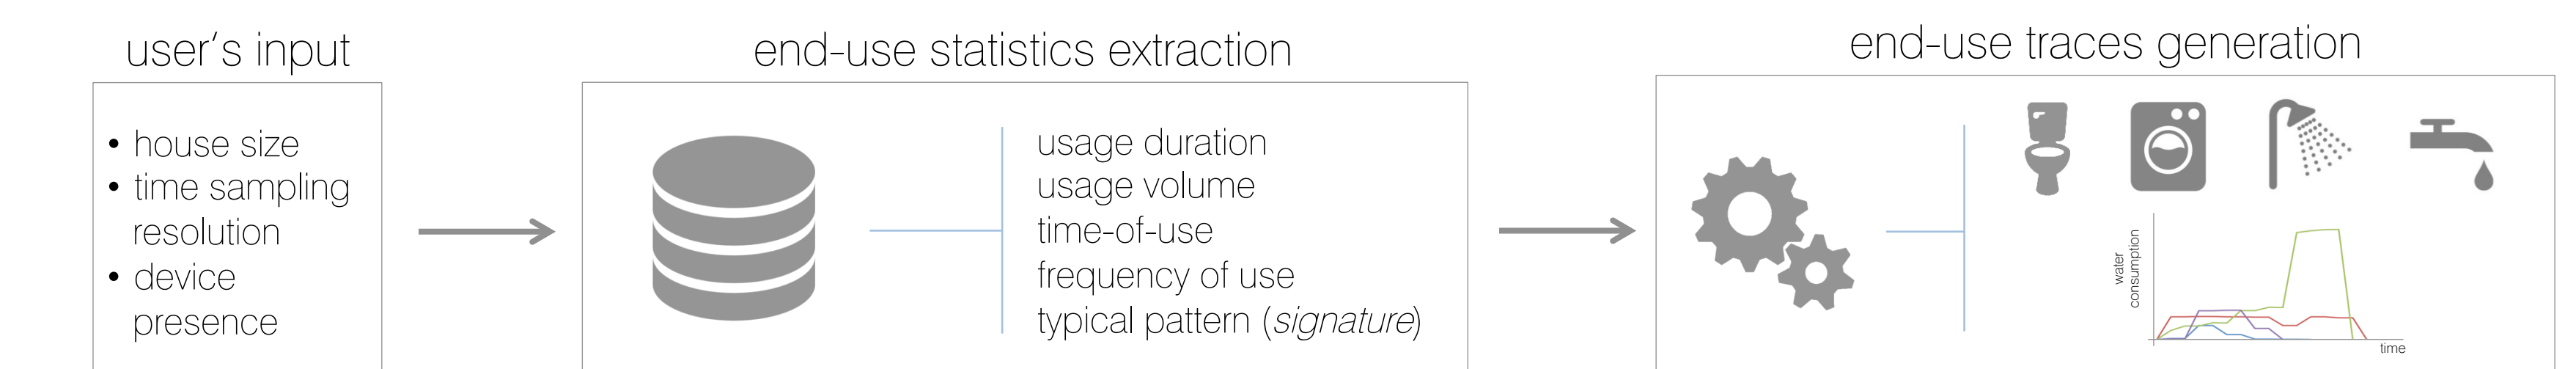 user's input
• house size
• time sampling
resolution
• device
presence
end-use statistics extraction
usage duration
usage volume
time-of-use
frequency of use
typical pattern (signature)
end-use traces generation
water
consumption
time